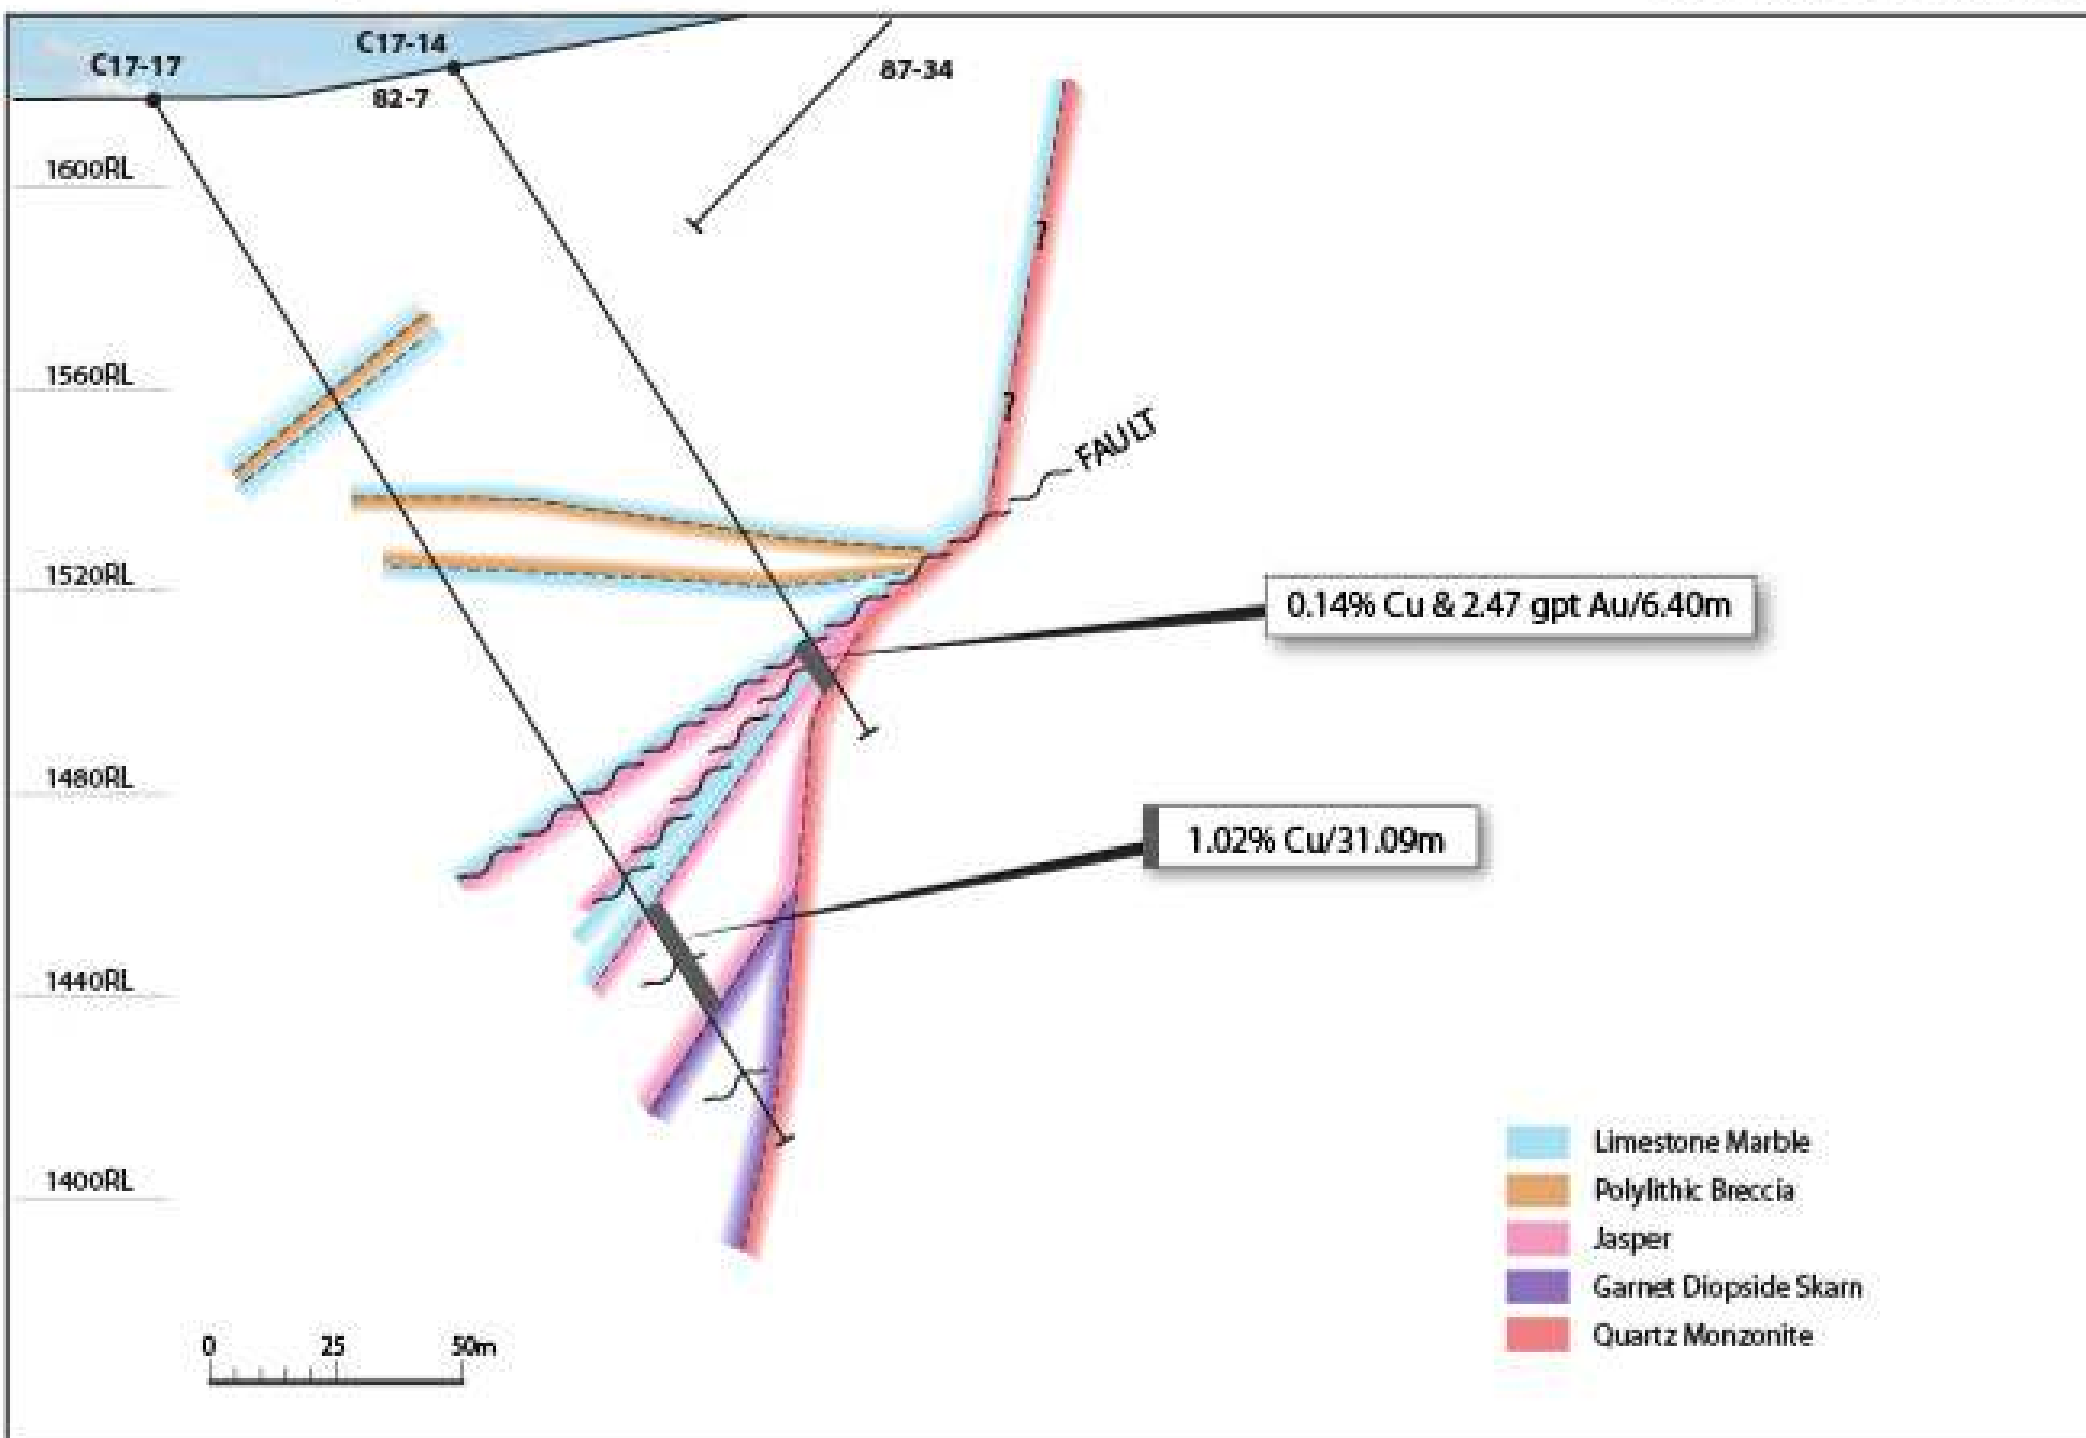 C17-17
C17-14
82-7
87-34
1600RL
1560RL
FAULT
1520RL
0.14% Cu & 2.47 gpt Au/6.40m
1480RL
1.02% Cu/31.09m
1440RL
1400RL
Limestone Marble
Polylithic Breccia
Jasper
Garnet Diopside Skarn
Quartz Monzonite
0 25 50m